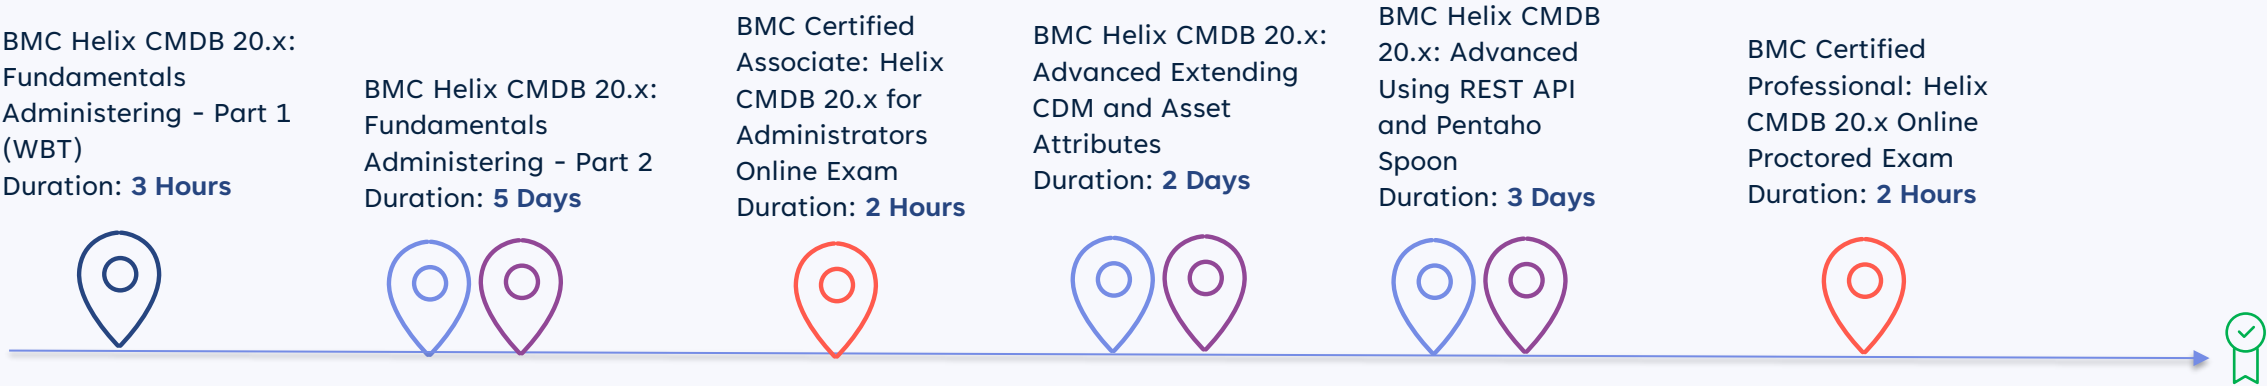 BMC Helix CMDB 20.x:
Fundamentals
Administering - Part 1
(WBT)
Duration: 3 Hours
BMC Helix CMDB 20.x:
Fundamentals
Administering - Part 2
Duration: 5 Days
BMC Certified
Associate: Helix
CMDB 20.x for
Administrators
Online Exam
Duration: 2 Hours
BMC Helix CMDB 20.x:
Advanced Extending
CDM and Asset
Attributes
Duration: 2 Days
BMC Helix CMDB
20.x: Advanced
Using REST API
and Pentaho
Spoon
Duration: 3 Days
BMC Certified
Professional: Helix
CMDB 20.x Online
Proctored Exam
Duration: 2 Hours